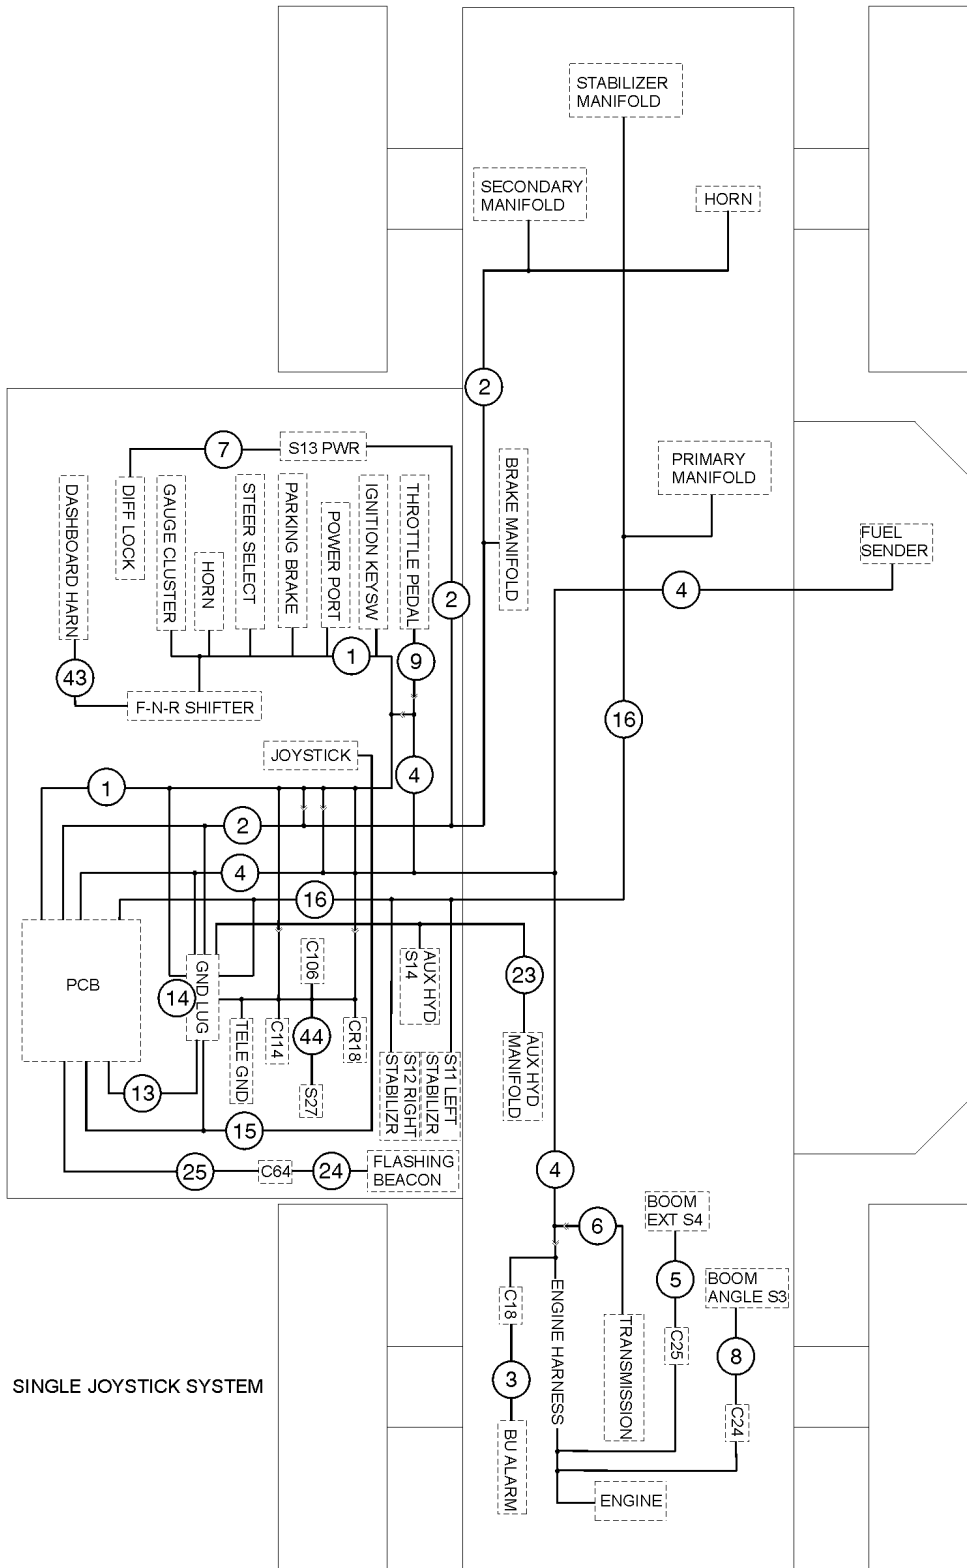 STABILIZER
MANIFOLD
SECONDARY
MANIFOLD
HORN
2
7
S13 PWR
DASHBOARD HARN
DIFF LOCK
GAUGE CLUSTER
HORN
STEER SELECT
PARKING BRAKE
POWER PORT
IGNITION KEYSW
THROTTLE PEDAL
BRAKE MANIFOLD
PRIMARY
MANIFOLD
FUEL
SENDER
2
4
1
9
43
F-N-R SHIFTER
16
JOYSTICK
1
4
2
4
16
PCB
GND LUG
14
C106
AUX HYD
S14
23
TELE GND
C114
44
CR18
S27
S12 RIGHT
STABILIZR
S11 LEFT
STABILIZR
AUX HYD
MANIFOLD
13
15
25
C64
24
FLASHING
BEACON
4
6
BOOM
EXT S4
5
BOOM
ANGLE S3
C18
ENGINE HARNESS
TRANSMISSION
C25
8
3
C24
BU ALARM
ENGINE
SINGLE JOYSTICK SYSTEM